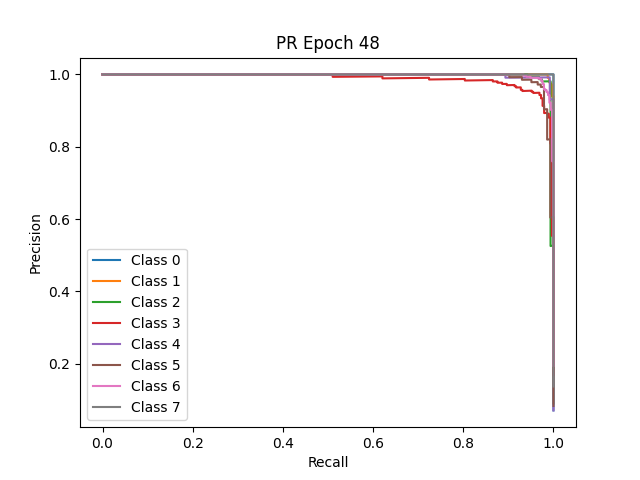 PR Epoch 48
1.0
0.8
0.6
0.4
0.2
Precision
Class 0
Class 1
Class 2
Class 3
Class 4
Class 5
Class 6
Class 7
0.0 0.2 0.4 0.6 0.8 1.0
Recall